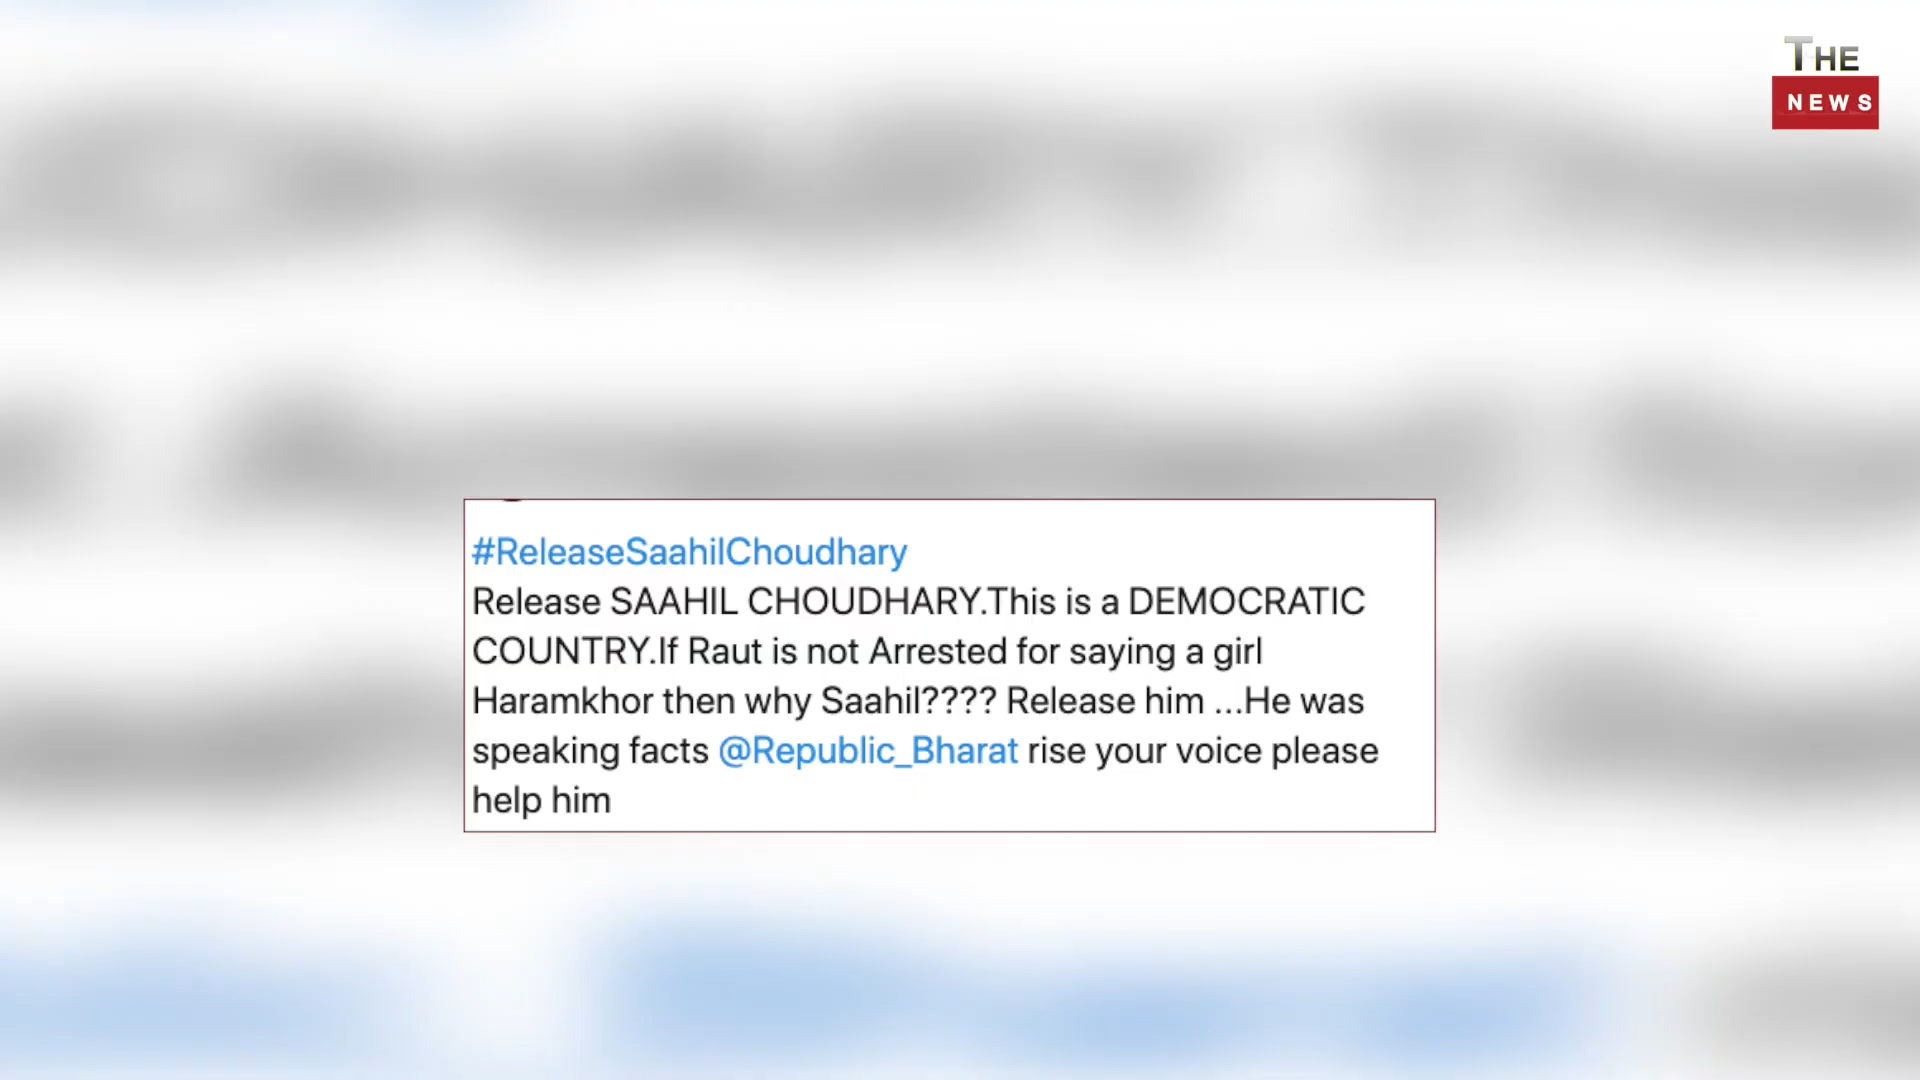 THE
NEWS
#ReleaseSaahilChoudhary
Release SAAHIL CHOUDHARY.This is a DEMOCRATIC
COUNTRY.If Raut is not Arrested for saying a girl
Haramkhor then why Saahil???? Release him ...He was
speaking facts @Republic_Bharat rise your voice please
help him